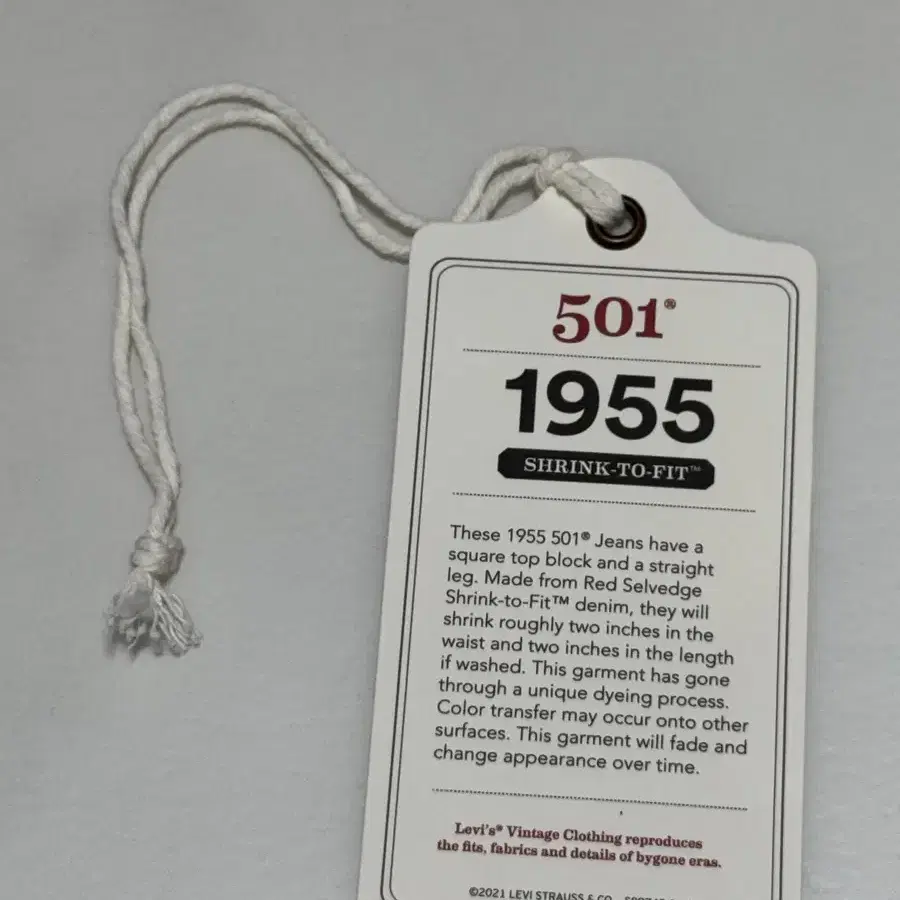 501®
1955
SHRINK-TO-FIT™
These 1955 501® Jeans have a
square top block and a straight
leg. Made from Red Selvedge
Shrink-to-Fit™ denim, they will
shrink roughly two inches in the
waist and two inches in the length
if washed. This garment has gone
through a unique dyeing process.
Color transfer may occur onto other
surfaces. This garment will fade and
change appearance over time.
Levi's® Vintage Clothing reproduces
the fits, fabrics and details of bygone eras.
©2021 LEVI STRAUSS & CO.